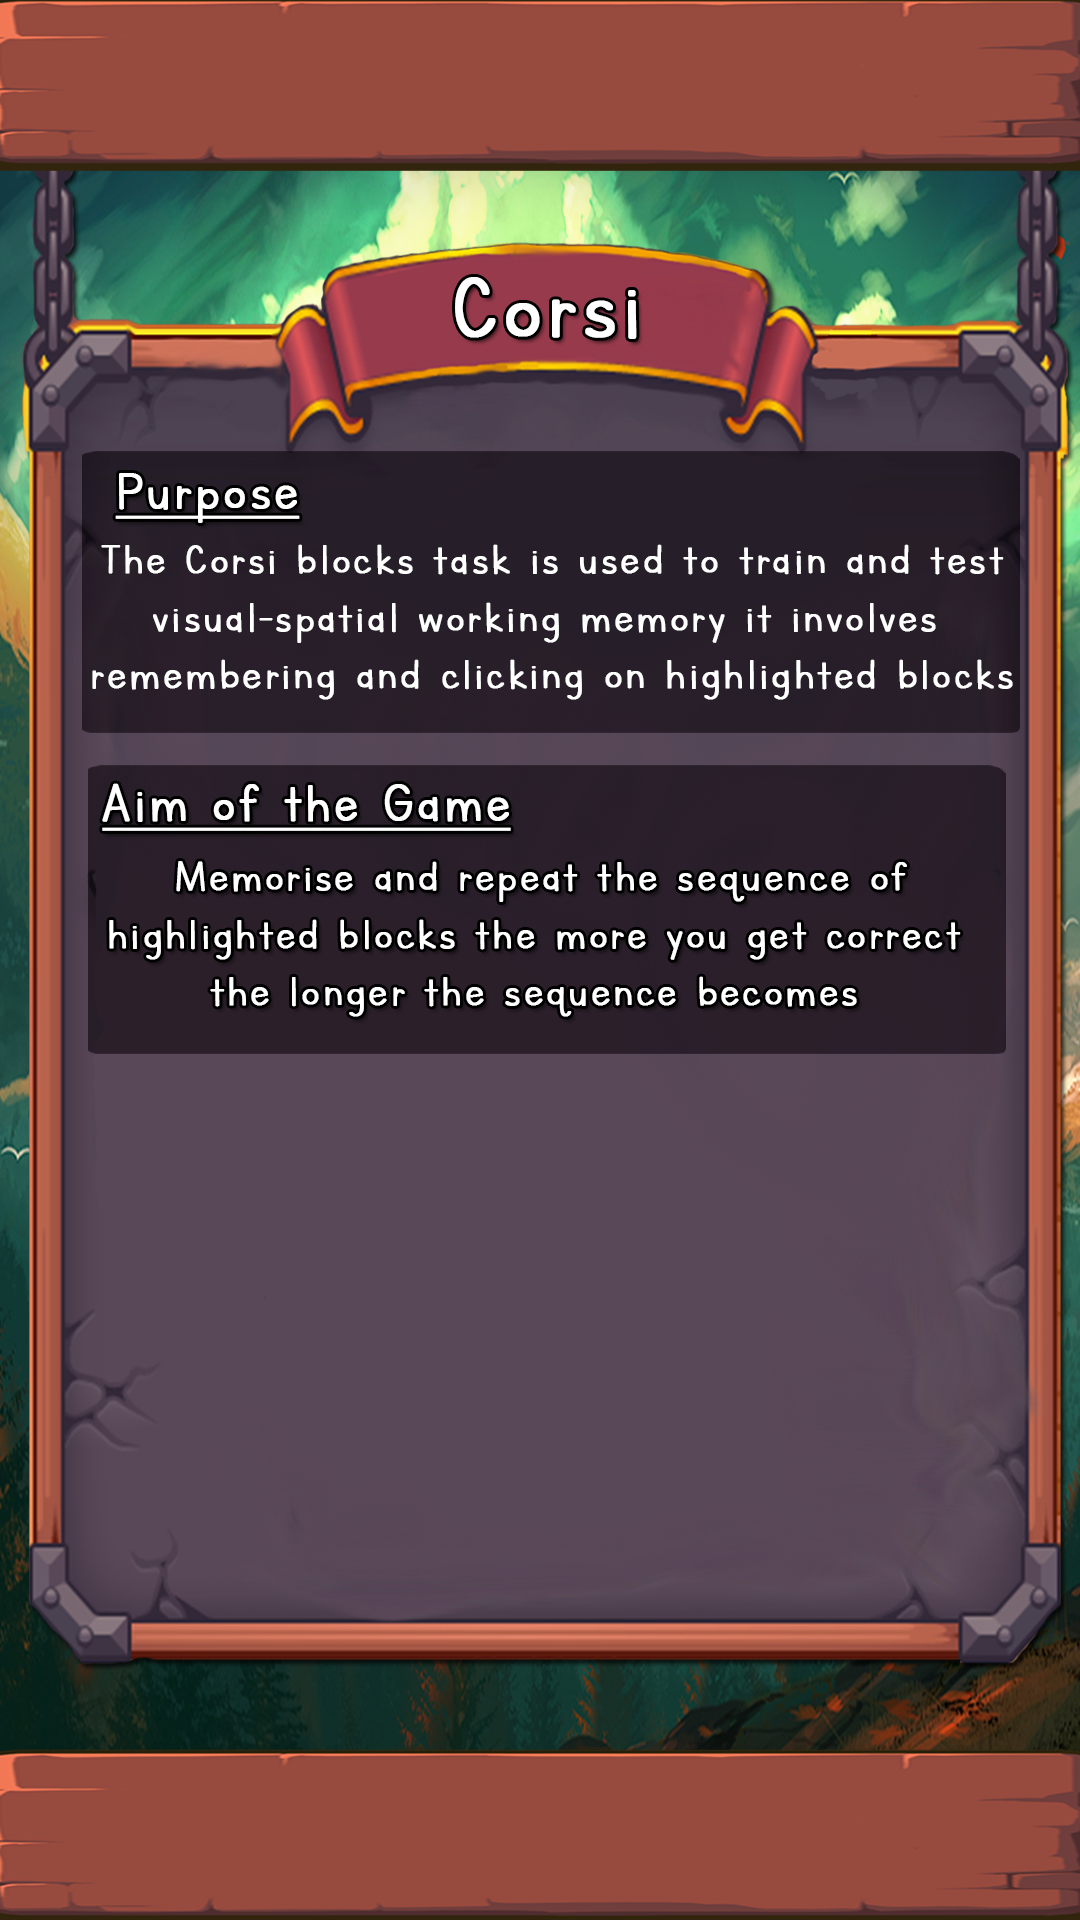 Corsi
Purpose
The Corsi blocks task is used to train and test
visual-spatial working memory it involves
remembering and clicking on highlighted blocks
Aim of the Game
Memorise and repeat the sequence of
highlighted blocks the more you get correct
the longer the sequence becomes